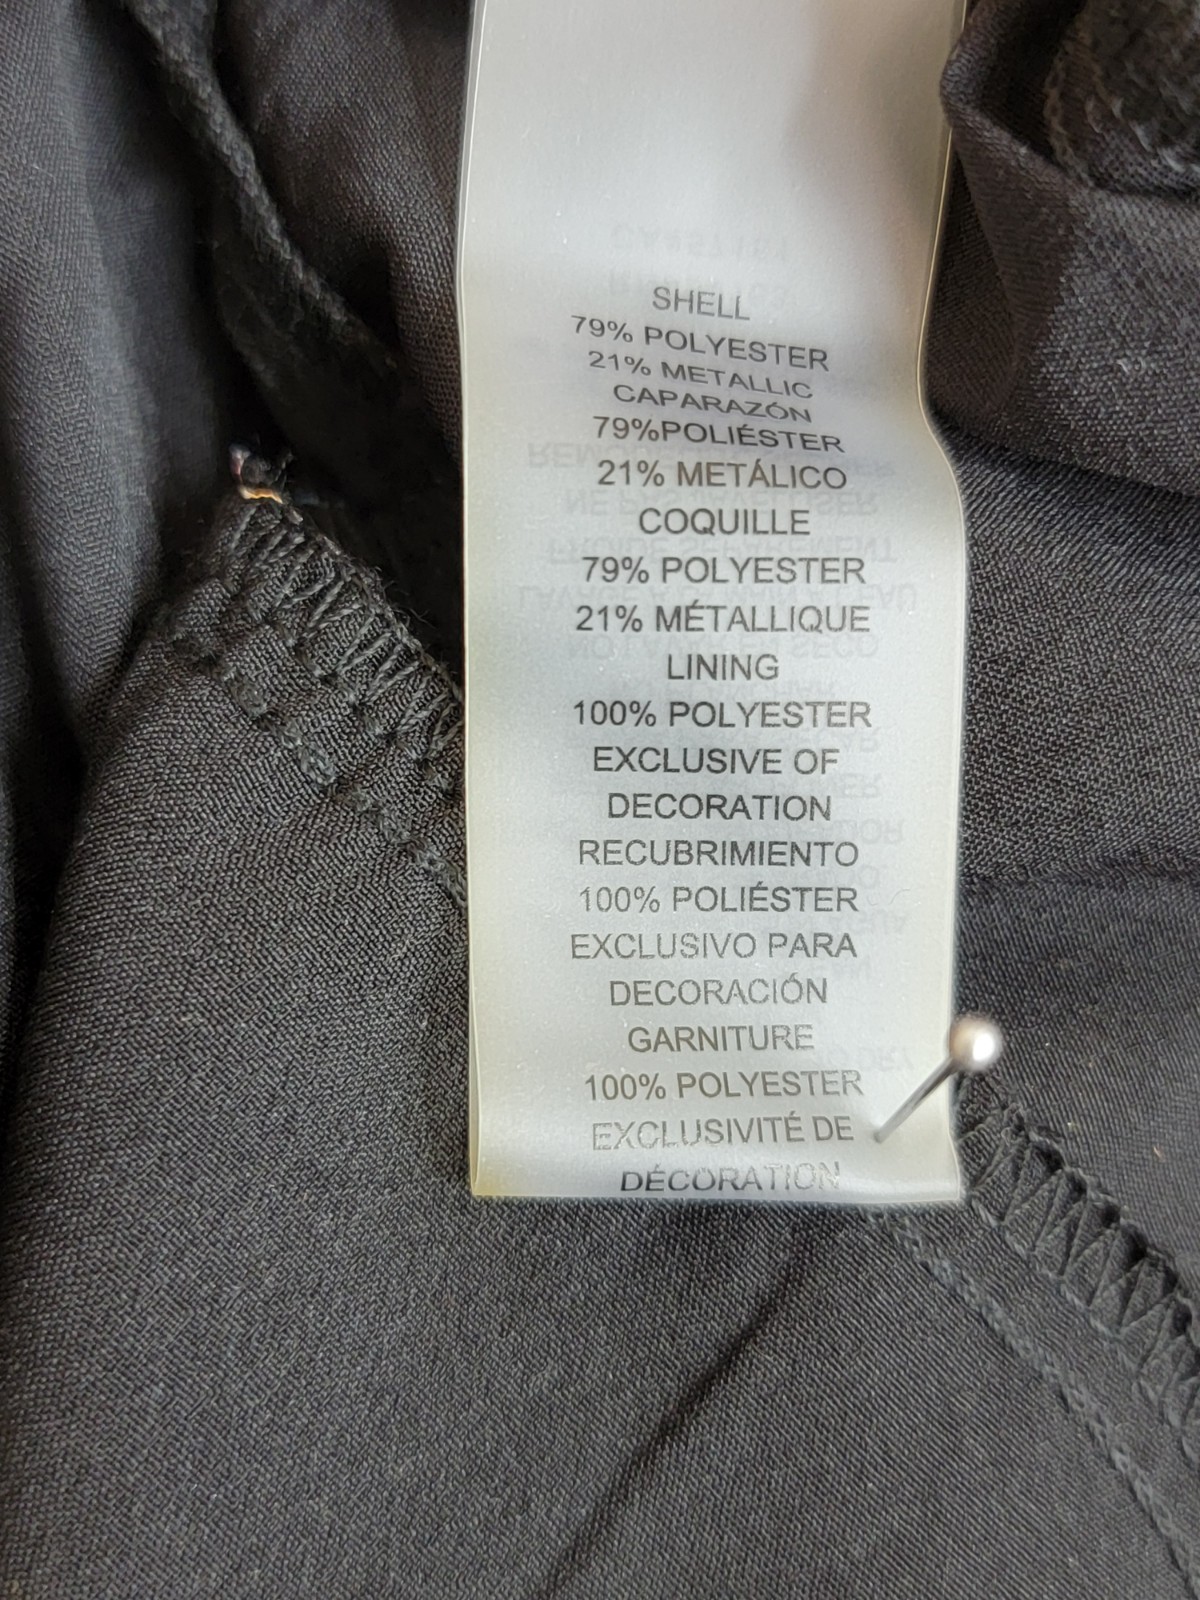 SHELL
79% POLYESTER
21% METALLIC
CAPARAZÓN
79%POLIÉSTER
21% METÁLICO
COQUILLE
79% POLYESTER
21% MÉTALLIQUE
LINING
100% POLYESTER
EXCLUSIVE OF
DECORATION
RECUBRIMIENTO
100% POLIÉSTER
EXCLUSIVO PARA
DECORACIÓN
GARNITURE
100% POLYESTER
EXCLUSIVITÉ DE
DÉCORATION